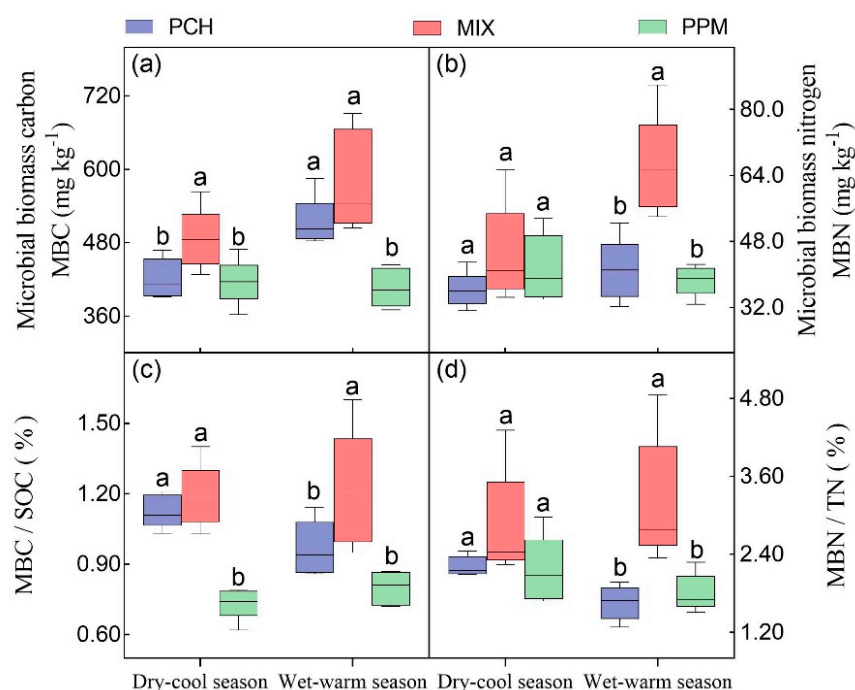 PCH MIX PPM
(a) (b)
Microbial biomass carbon
MBC (mg kg⁻¹)
720
600
480
360
b a b a a b
a a a b a b
80.0
64.0
48.0
32.0
Microbial biomass nitrogen
MBN (mg kg⁻¹)
(c) (d)
MBC / SOC ( % )
1.50
1.20
0.90
0.60
a a b b a b
a a a b a b
4.80
3.60
2.40
1.20
MBN / TN ( % )
Dry-cool season Wet-warm season Dry-cool season Wet-warm season